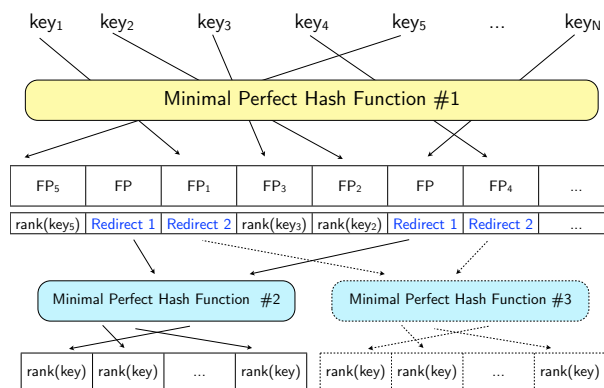 key1 key2 key3 key4 key5 ... keyN
Minimal Perfect Hash Function #1
FP5 FP FP1 FP3 FP2 FP FP4 ...
rank(key5) Redirect 1 Redirect 2 rank(key3) rank(key2) Redirect 1 Redirect 2 ...
Minimal Perfect Hash Function #2 Minimal Perfect Hash Function #3
rank(key) rank(key) ... rank(key) rank(key) rank(key) ... rank(key)